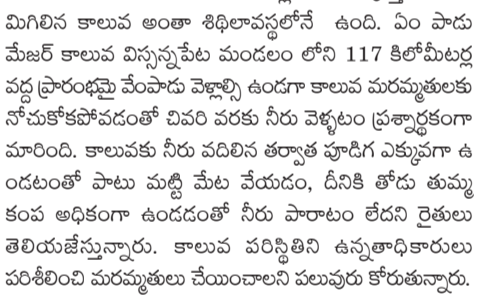 మిగిలిన కాలువ అంతా శిథిలావస్థలోనే ఉంది. ఏం పాడు
మేజర్ కాలువ విస్సన్నపేట మండలం లోని 117 కిలోమీటర్ల
వద్ద ప్రారంభమై వేంపాడు వెళ్లాల్సి ఉండగా కాలువ మరమ్మతులకు
నోచుకోకపోవడంతో చివరి వరకు నీరు వెళ్ళటం ప్రశ్నార్థకంగా
మారింది. కాలువకు నీరు వదిలిన తర్వాత పూడిగ ఎక్కువగా ఉ
ండటంతో పాటు మట్టి మేట వేయడం, దీనికి తోడు తుమ్మ
కంప అధికంగా ఉండడంతో నీరు పారాటం లేదని రైతులు
తెలియజేస్తున్నారు. కాలువ పరిస్థితిని ఉన్నతాధికారులు
పరిశీలించి మరమ్మతులు చేయించాలని పలువురు కోరుతున్నారు.